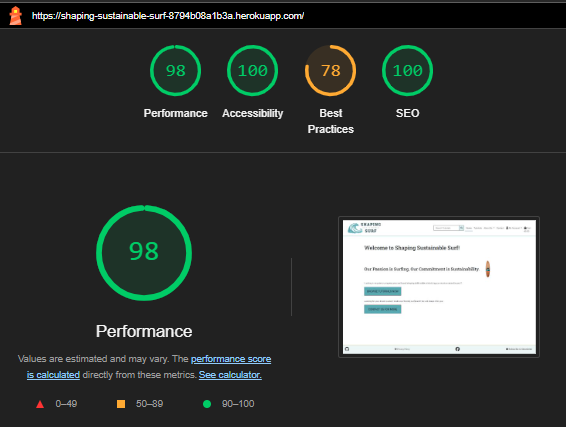 https://shaping-sustainable-surf-8794b08a1b3a.herokuapp.com/
98 100 78 100
Performance Accessibility Best Practices SEO
98
Performance
Values are estimated and may vary. The performance score
is calculated directly from these metrics. See calculator.
0–49 50–89 90–100
SHAPING
SURF
Welcome to Shaping Sustainable Surf!
Our Passion is Surfing, Our Commitment is Sustainability.